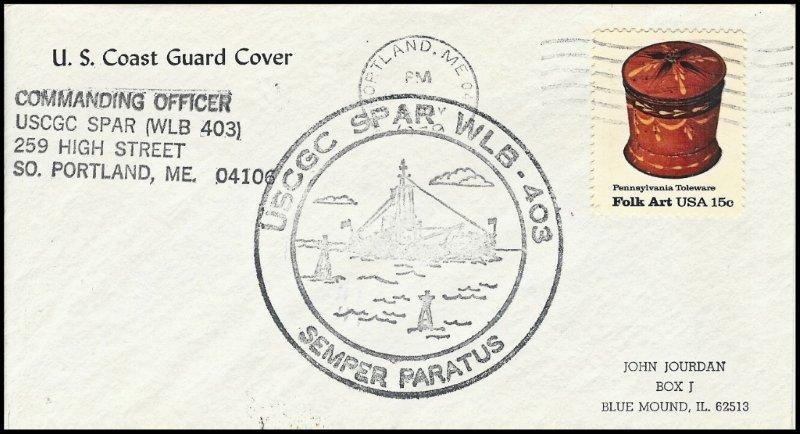 U. S. Coast Guard Cover
COMMANDING OFFICER
USCGC SPAR (WLB 403)
259 HIGH STREET
SO. PORTLAND, ME. 04106
PORTLAND, ME
PM
USCGC SPAR WLB-403
SEMPER PARATUS
Pennsylvania Toleware
Folk Art USA 15c
JOHN JOURDAN
BOX J
BLUE MOUND, IL. 62513